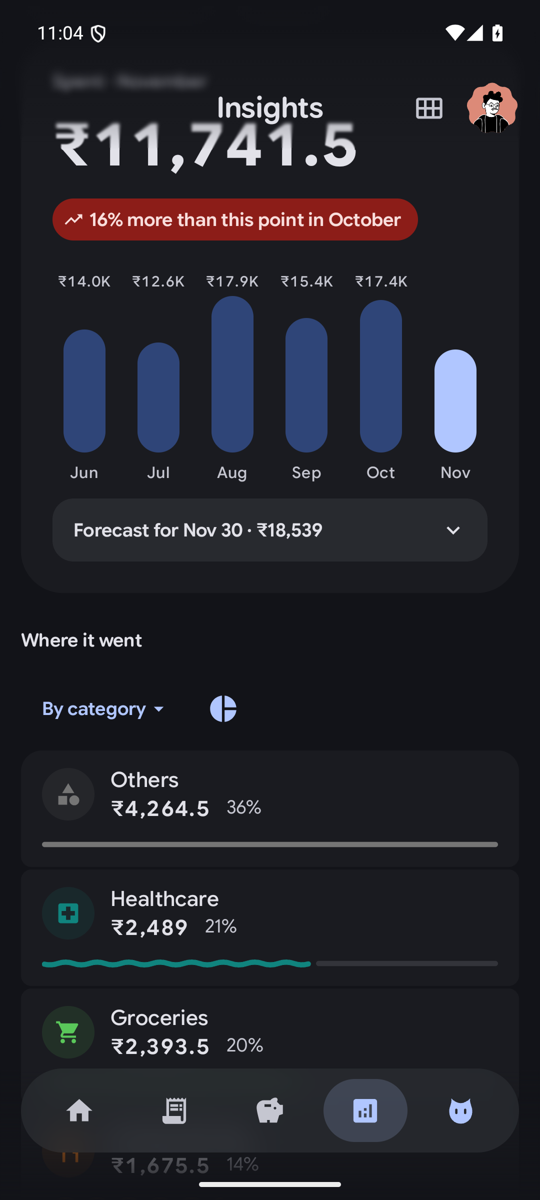 11:04
Spent · November
Insights
₹11,741.5
16% more than this point in October
₹14.0K ₹12.6K ₹17.9K ₹15.4K ₹17.4K
Jun Jul Aug Sep Oct Nov
Forecast for Nov 30 · ₹18,539
Where it went
By category
Others
₹4,264.5 36%
Healthcare
₹2,489 21%
Groceries
₹2,393.5 20%
₹1,675.5 14%